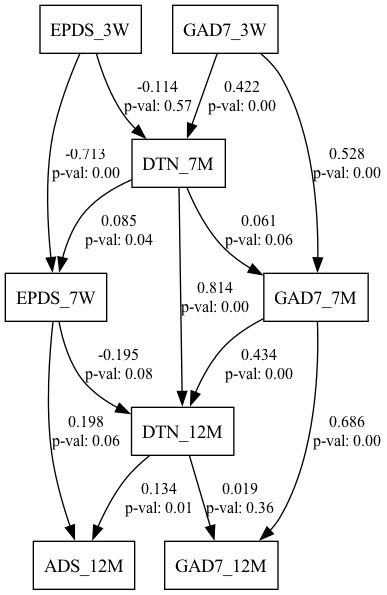 EPDS_3W
GAD7_3W
-0.114
p-val: 0.57
0.422
p-val: 0.00
-0.713
p-val: 0.00
0.528
p-val: 0.00
DTN_7M
0.085
p-val: 0.04
0.061
p-val: 0.06
EPDS_7W
0.814
p-val: 0.00
GAD7_7M
-0.195
p-val: 0.08
0.434
p-val: 0.00
0.198
p-val: 0.06
DTN_12M
0.686
p-val: 0.00
0.134
p-val: 0.01
0.019
p-val: 0.36
ADS_12M
GAD7_12M